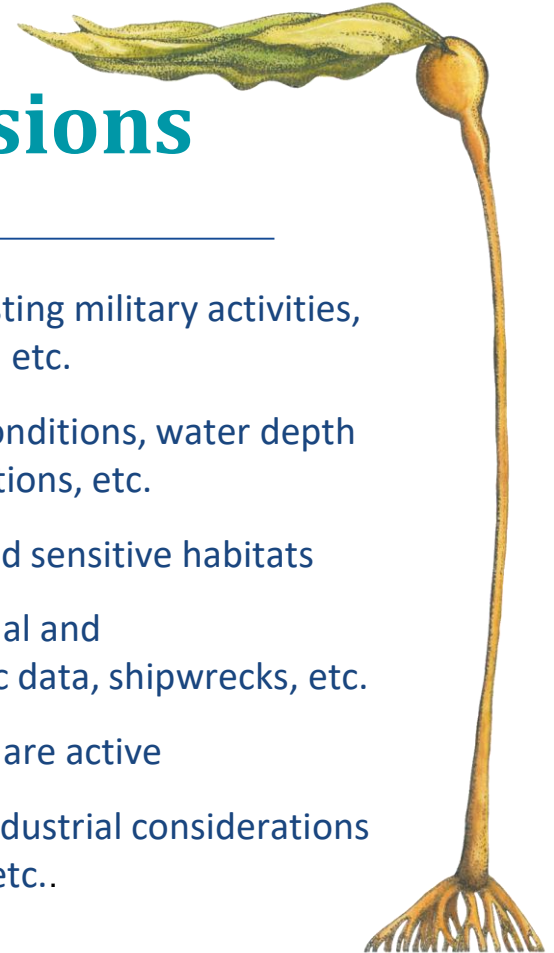 sions
sting military activities,
etc.
onditions, water depth
tions, etc.
d sensitive habitats
al and
c data, shipwrecks, etc.
are active
dustrial considerations
etc..